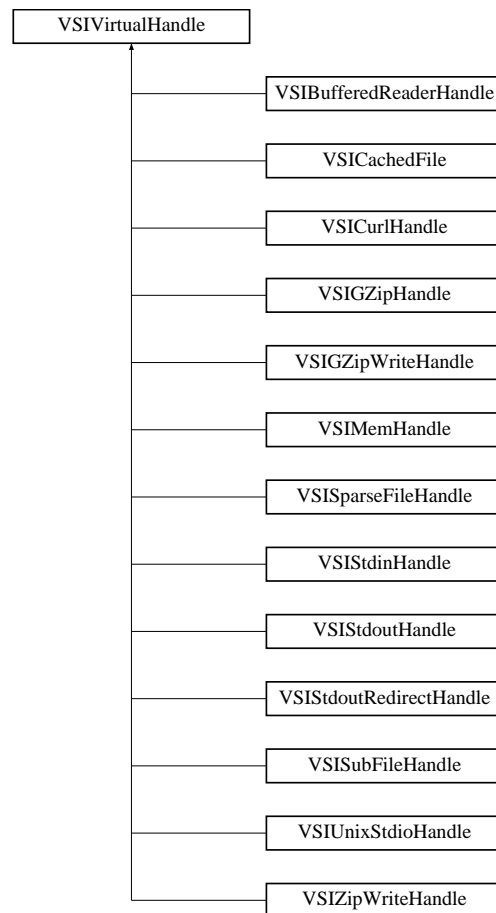 VSIVirtualHandle
VSIBufferedReaderHandle
VSICachedFile
VSICurlHandle
VSIGZipHandle
VSIGZipWriteHandle
VSIMemHandle
VSISparseFileHandle
VSIStdinHandle
VSIStdoutHandle
VSIStdoutRedirectHandle
VSISubFileHandle
VSIUnixStdioHandle
VSIZipWriteHandle